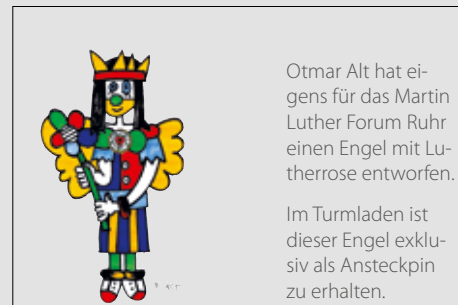 Otmar Alt hat ei-
gens für das Martin
Luther Forum Ruhr
einen Engel mit Lu-
therrose entworfen.
Im Turmladen ist
dieser Engel exklu-
siv als Ansteckpin
zu erhalten.